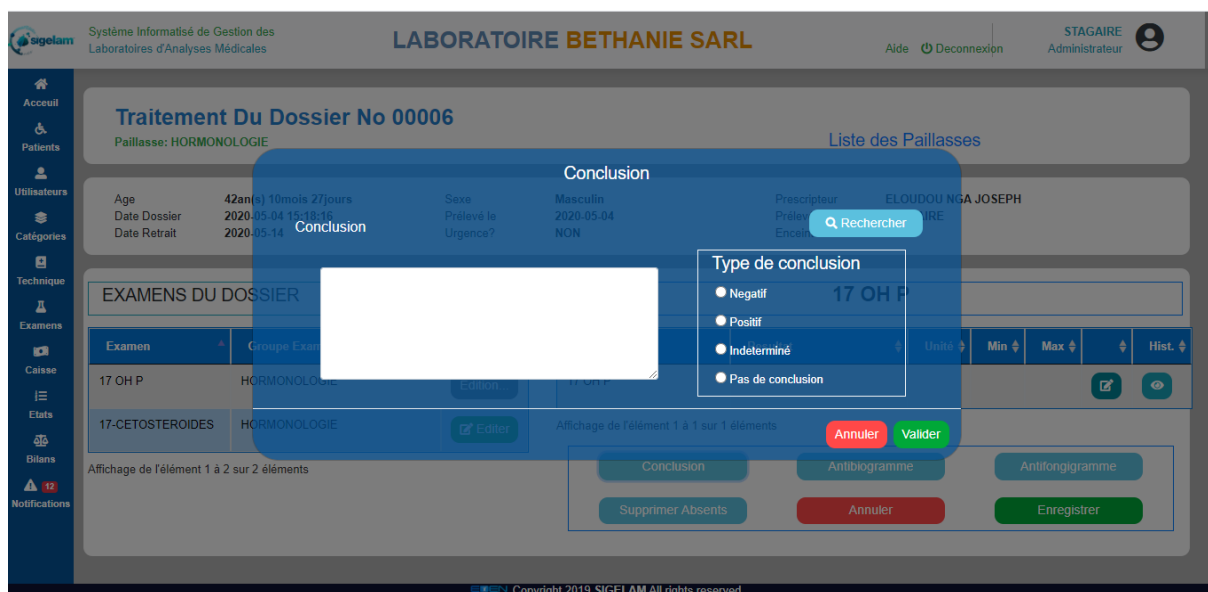 sigelam
Système Informatisé de Gestion des
Laboratoires d'Analyses Médicales
LABORATOIRE BETHANIE SARL
Aide Deconnexion
STAGAIRE
Administrateur
Acceuil
Patients
Utilisateurs
Catégories
Technique
Examens
Caisse
Etats
Bilans
12
Notifications
Traitement Du Dossier No 00006
Paillasse: HORMONOLOGIE
Liste des Paillasses
Conclusion
Age 42an(s) 10mois 27jours Sexe Masculin Prescripteur ELOUDOU NGA JOSEPH
Date Dossier 2020-05-04 15:18:16 Prélevé le 2020-05-04
Date Retrait 2020-05-14 Urgence? NON
Conclusion
Rechercher
Type de conclusion
Negatif
Positif
Indeterminé
Pas de conclusion
Annuler Valider
EXAMENS DU DOSSIER
17 OH P
Examen Groupe Exam Unité Min Max Hist.
17 OH P HORMONOLOGIE Edition 17 OH P
17-CETOSTEROIDES HORMONOLOGIE Editer
Affichage de l'élément 1 à 1 sur 1 éléments
Affichage de l'élément 1 à 2 sur 2 éléments
Conclusion Antibiogramme Antifongigramme
Supprimer Absents Annuler Enregistrer
Copyright 2019 SIGELAM All rights reserved